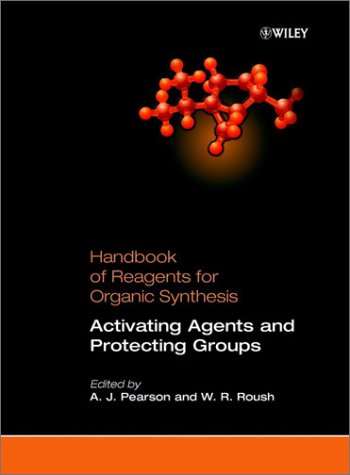 WILEY
Handbook
of Reagents for
Organic Synthesis
Activating Agents and
Protecting Groups
Edited by
A. J. Pearson and W. R. Roush